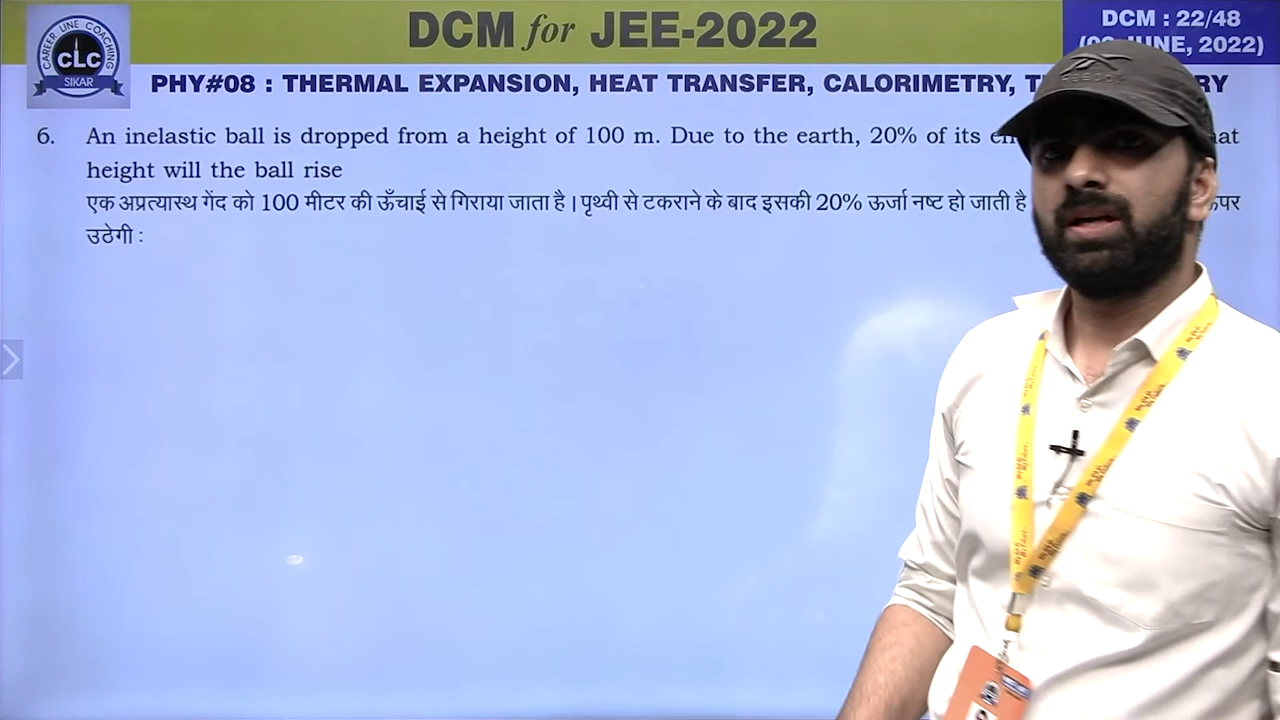 DCM for JEE-2022
DCM : 22/48
JUNE, 2022)
CAREER LINE COACHING
CLC
SIKAR
PHY#08 : THERMAL EXPANSION, HEAT TRANSFER, CALORIMETRY,
6. An inelastic ball is dropped from a height of 100 m. Due to the earth, 20% of its
height will the ball rise
एक अप्रत्यास्थ गेंद को 100 मीटर की ऊँचाई से गिराया जाता है। पृथ्वी से टकराने के बाद इसकी 20% ऊर्जा नष्ट हो जाती है
उठेगी :
Reebok